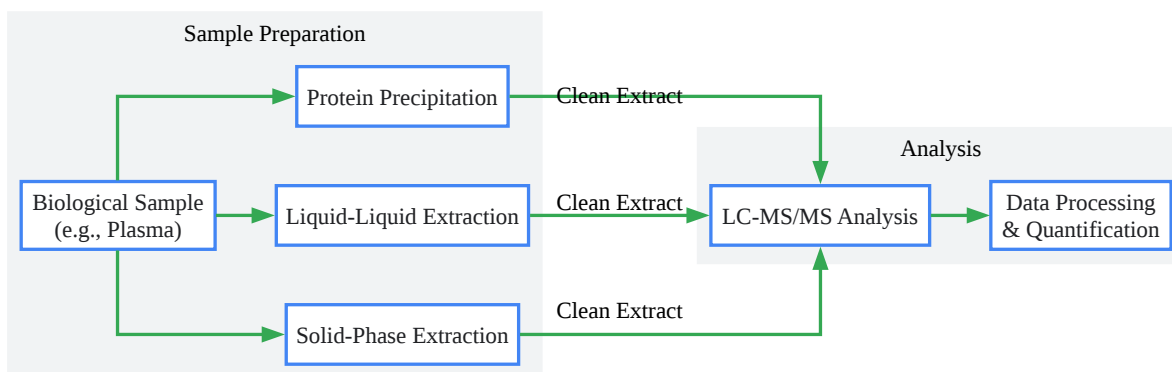 Sample Preparation
Protein Precipitation
Clean Extract
Analysis
Biological Sample
(e.g., Plasma)
Liquid-Liquid Extraction
Clean Extract
LC-MS/MS Analysis
Data Processing
& Quantification
Solid-Phase Extraction
Clean Extract